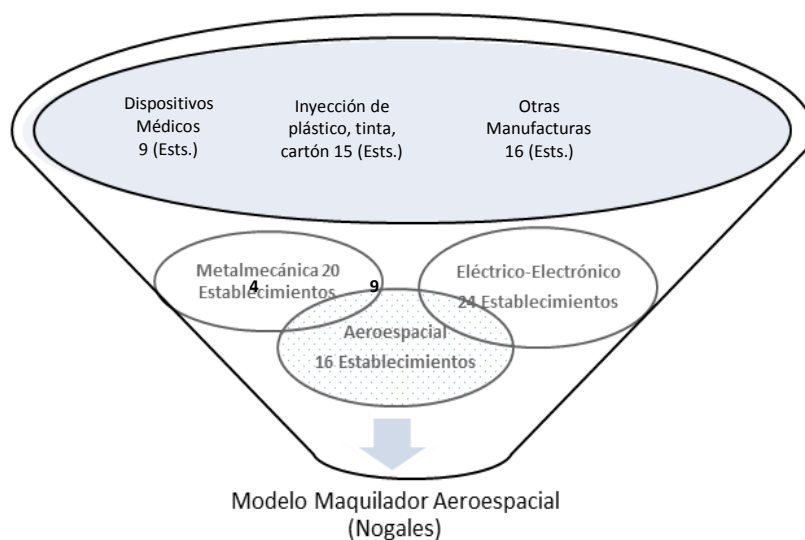 Dispositivos
Médicos
9 (Ests.)
Inyección de
plástico, tinta,
cartón 15 (Ests.)
Otras
Manufacturas
16 (Ests.)
Metalmecánica 20
Establecimientos
4
9
Eléctrico-Electrónico
24 Establecimientos
Aeroespacial
16 Establecimientos
Modelo Maquilador Aeroespacial
(Nogales)